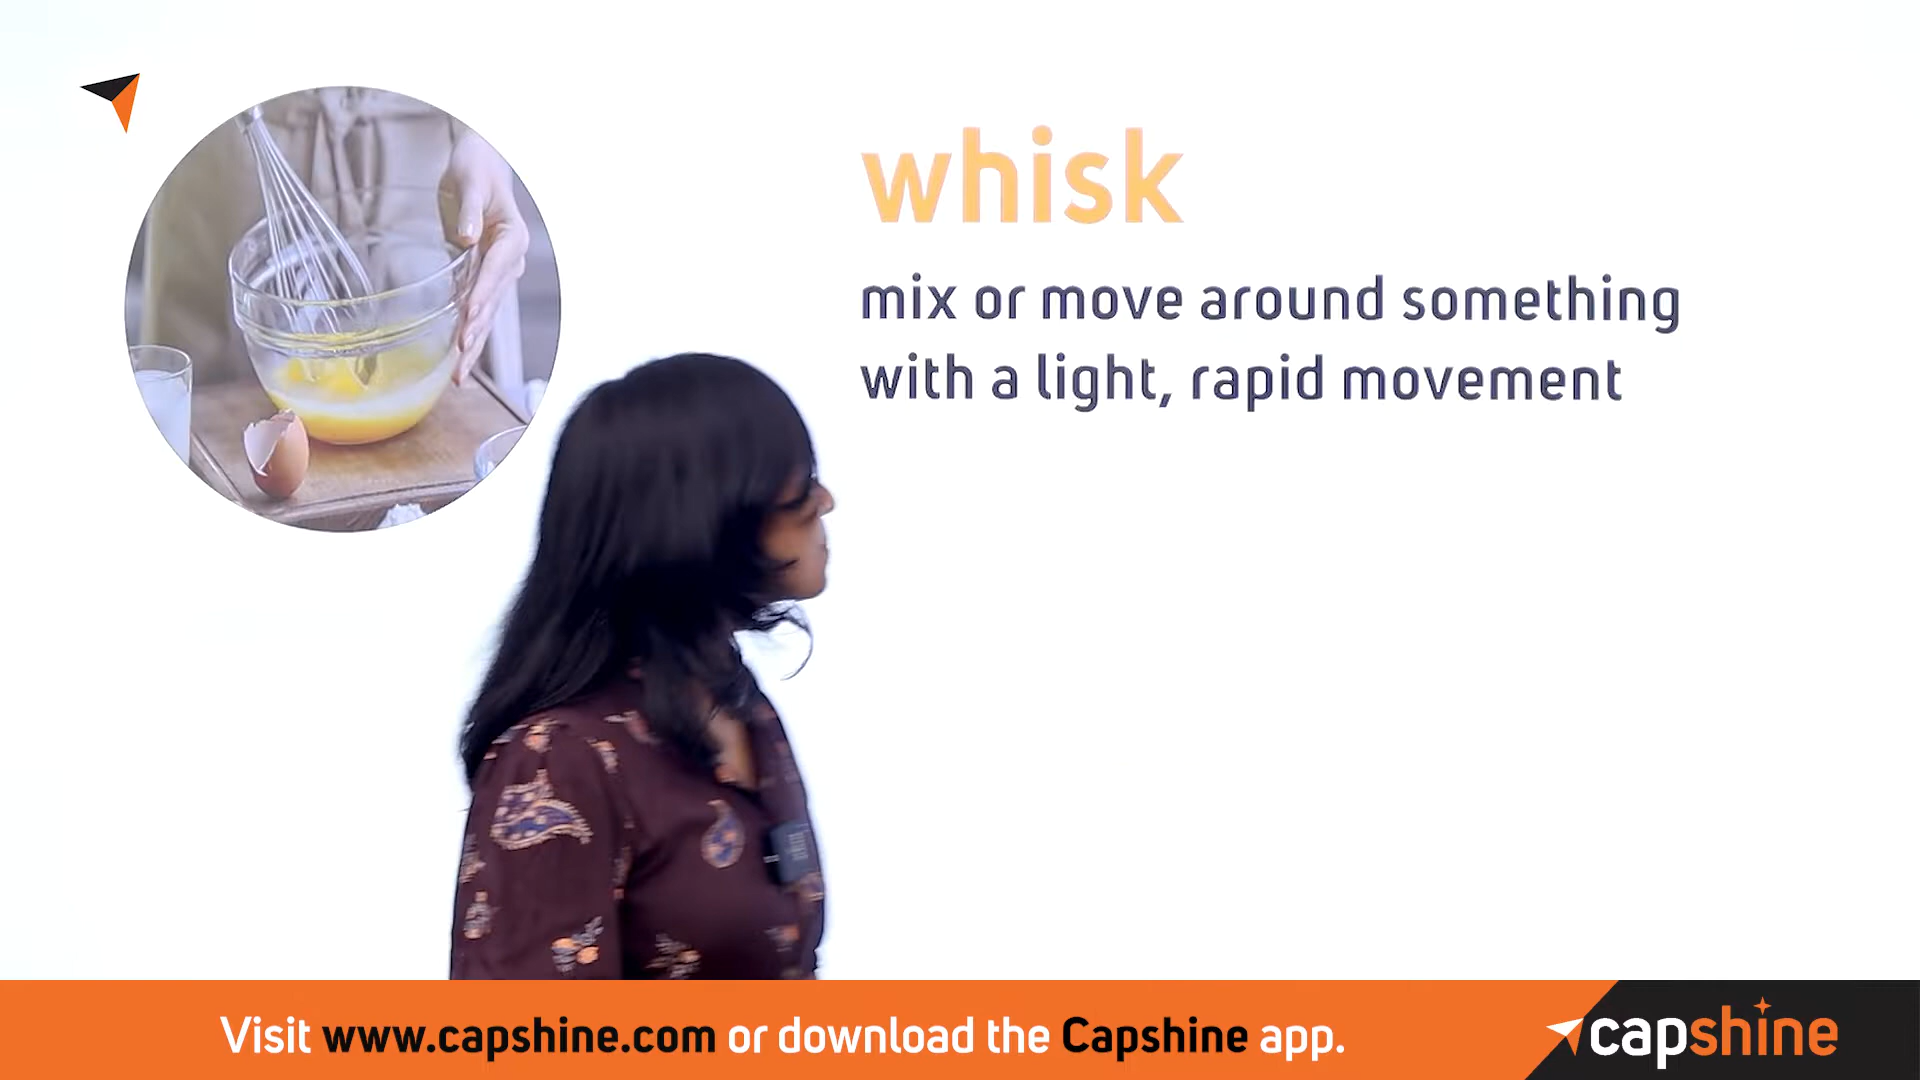 whisk
mix or move around something
with a light, rapid movement
Visit www.capshine.com or download the Capshine app.
capshine